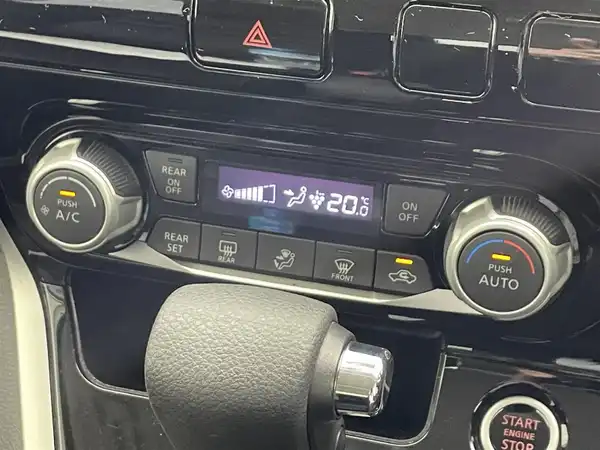 REAR
ON
OFF
20.0
℃
ON
OFF
PUSH
A/C
REAR
SET
REAR
FRONT
PUSH
AUTO
START
ENGINE
STOP